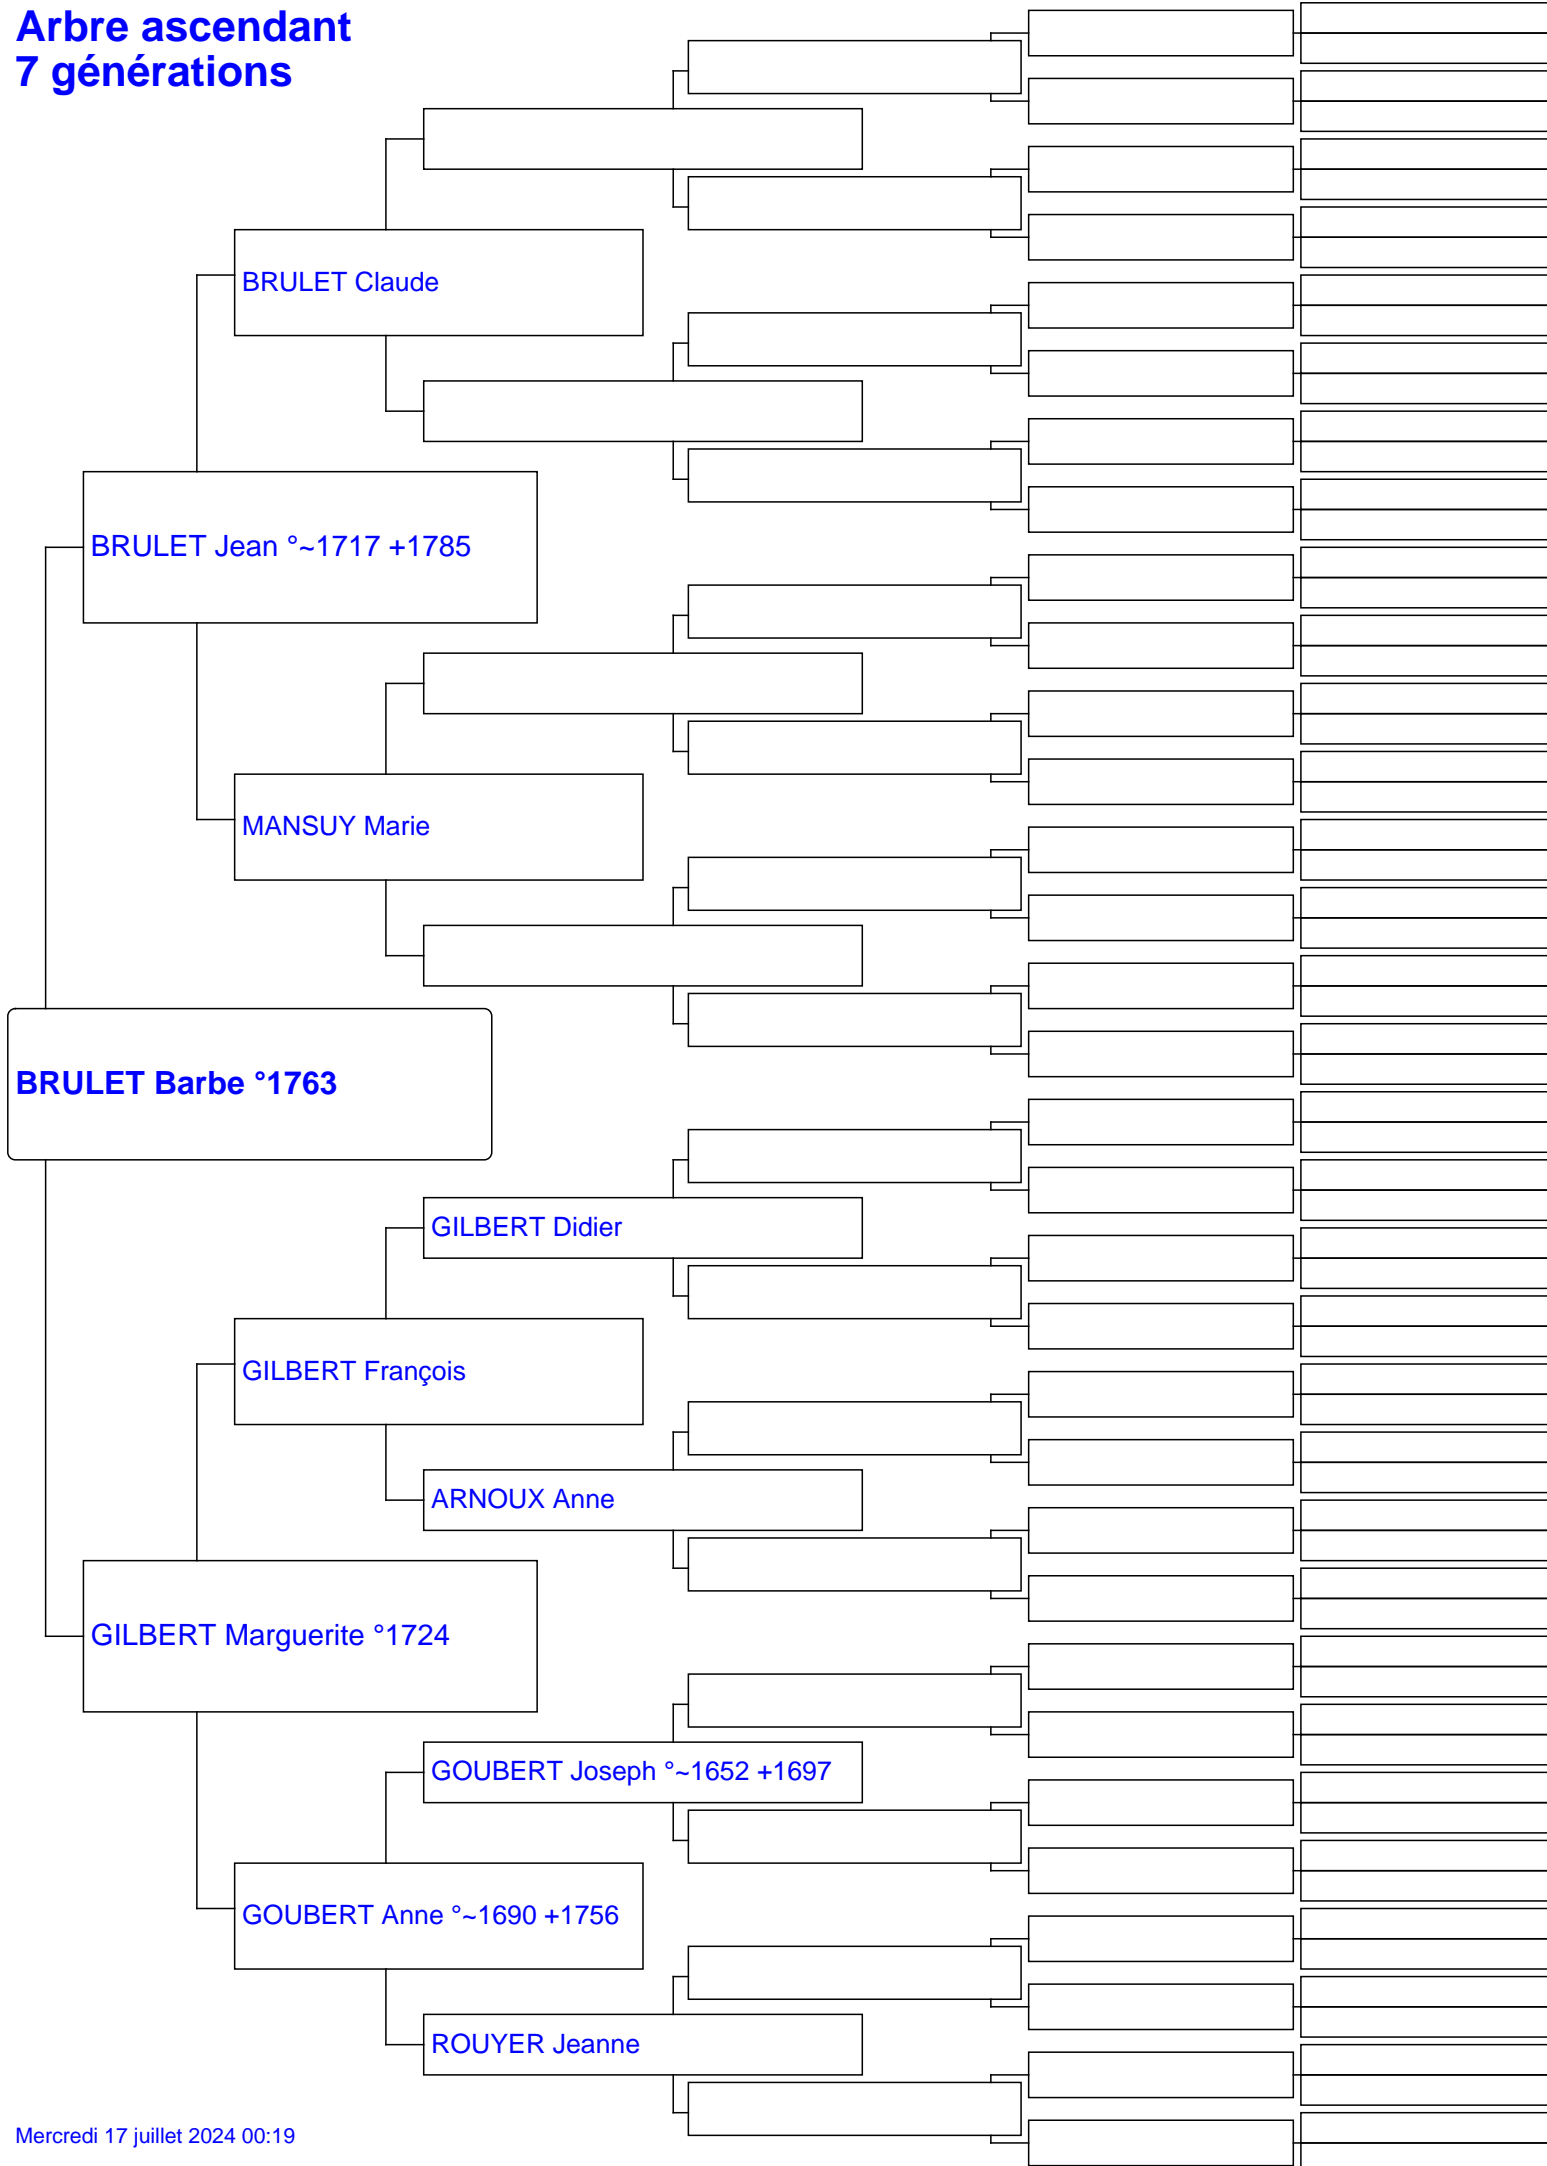 Arbre ascendant
7 générations
BRULET Claude
BRULET Jean °~1717 +1785
MANSUY Marie
BRULET Barbe °1763
GILBERT Didier
GILBERT François
ARNOUX Anne
GILBERT Marguerite °1724
GOUBERT Joseph °~1652 +1697
GOUBERT Anne °~1690 +1756
ROUYER Jeanne
Mercredi 17 juillet 2024 00:19